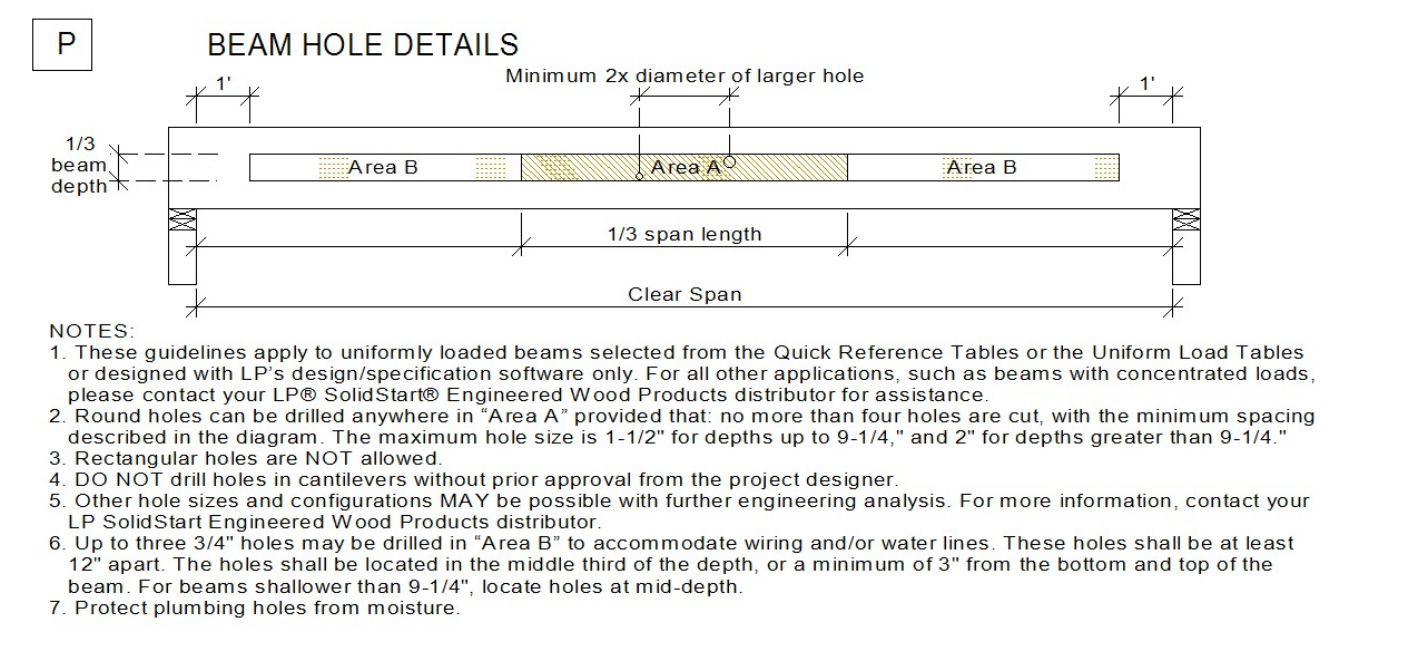 P
BEAM HOLE DETAILS
Minimum 2x diameter of larger hole
1'
1'
1/3
beam
depth
Area B
Area A
Area B
1/3 span length
Clear Span
NOTES:
1. These guidelines apply to uniformly loaded beams selected from the Quick Reference Tables or the Uniform Load Tables
or designed with LP's design/specification software only. For all other applications, such as beams with concentrated loads,
please contact your LP® SolidStart® Engineered Wood Products distributor for assistance.
2. Round holes can be drilled anywhere in “Area A” provided that: no more than four holes are cut, with the minimum spacing
described in the diagram. The maximum hole size is 1-1/2" for depths up to 9-1/4," and 2" for depths greater than 9-1/4."
3. Rectangular holes are NOT allowed.
4. DO NOT drill holes in cantilevers without prior approval from the project designer.
5. Other hole sizes and configurations MAY be possible with further engineering analysis. For more information, contact your
LP SolidStart Engineered Wood Products distributor.
6. Up to three 3/4" holes may be drilled in “Area B” to accommodate wiring and/or water lines. These holes shall be at least
12" apart. The holes shall be located in the middle third of the depth, or a minimum of 3" from the bottom and top of the
beam. For beams shallower than 9-1/4", locate holes at mid-depth.
7. Protect plumbing holes from moisture.